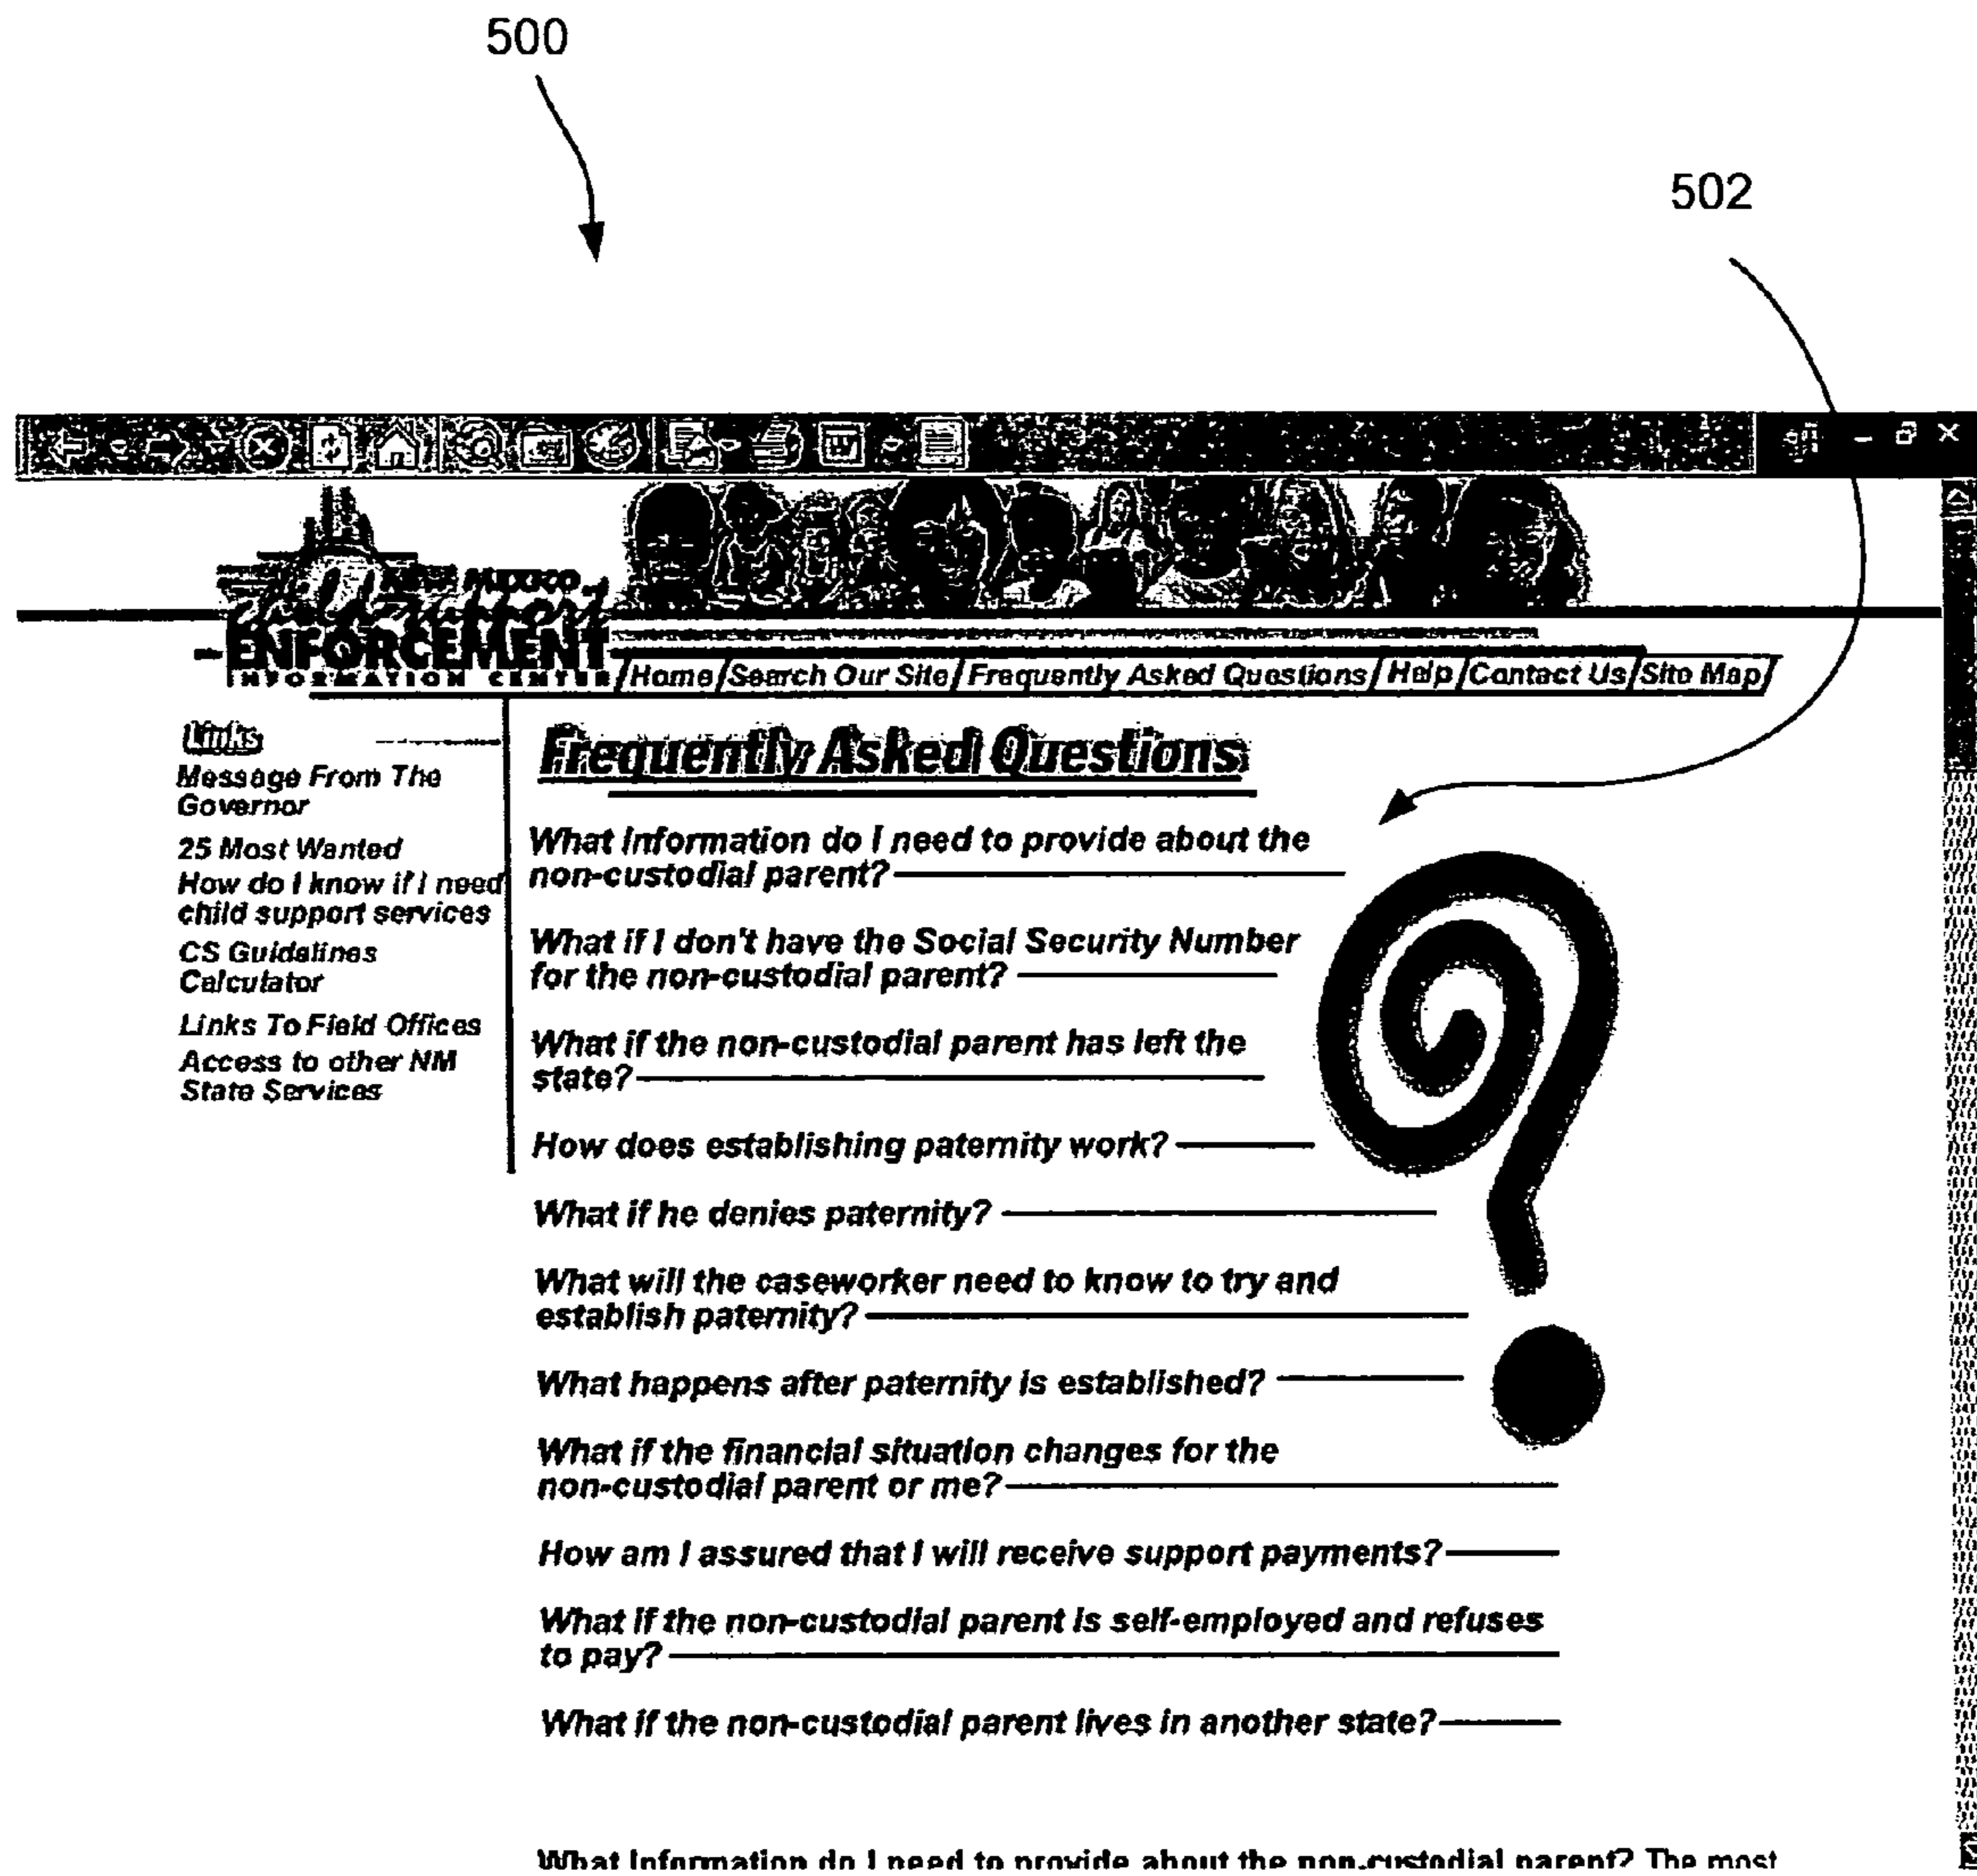 500
502
NEW MEXICO
child support
ENFORCEMENT
INFORMATION CENTER
Home/Search Our Site/Frequently Asked Questions/Help/Contact Us/Site Map/
Links
Message From The
Governor
25 Most Wanted
How do I know if I need
child support services
CS Guidelines
Calculator
Links To Field Offices
Access to other NM
State Services
Frequently Asked Questions
What Information do I need to provide about the
non-custodial parent?
What if I don't have the Social Security Number
for the non-custodial parent?
What if the non-custodial parent has left the
state?
How does establishing paternity work?
What if he denies paternity?
What will the caseworker need to know to try and
establish paternity?
What happens after paternity is established?
What if the financial situation changes for the
non-custodial parent or me?
How am I assured that I will receive support payments?
What if the non-custodial parent is self-employed and refuses
to pay?
What if the non-custodial parent lives in another state?
What Information do I need to provide about the non-custodial parent? The most